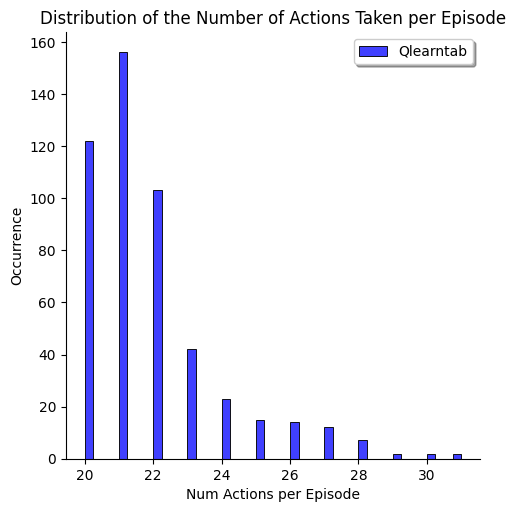 Distribution of the Number of Actions Taken per Episode
Qlearntab
160
140
120
100
80
60
40
20
0
Occurrence
20 22 24 26 28 30
Num Actions per Episode